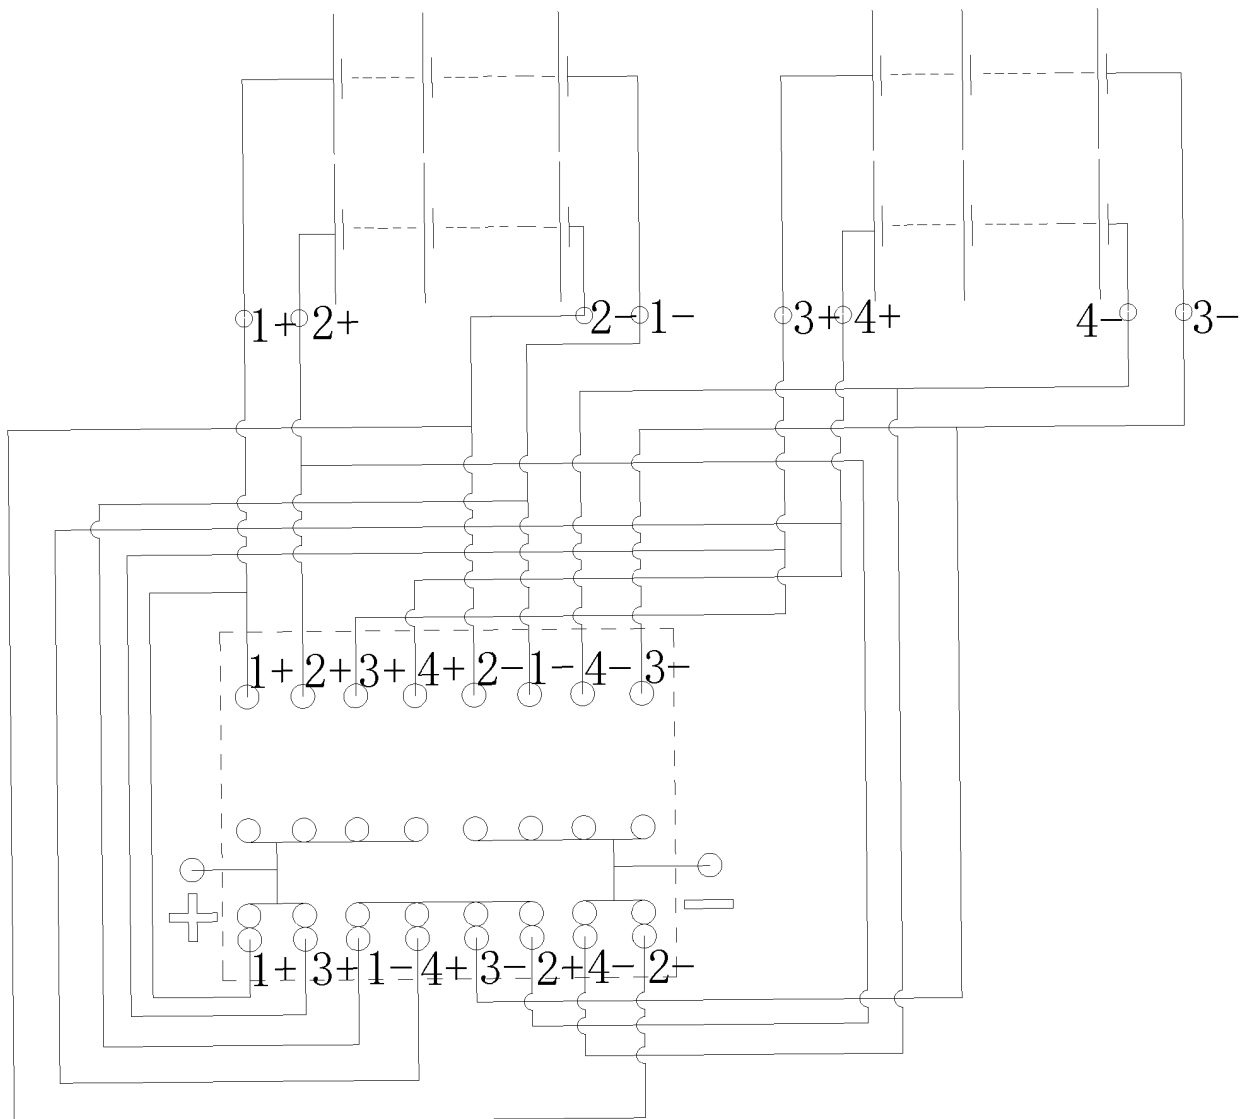 1+ 2+ 2- 1- 3+ 4+ 4- 3-
1+ 2+ 3+ 4+ 2- 1- 4- 3-
+ -
1+ 3+ 1- 4+ 3- 2+ 4- 2-